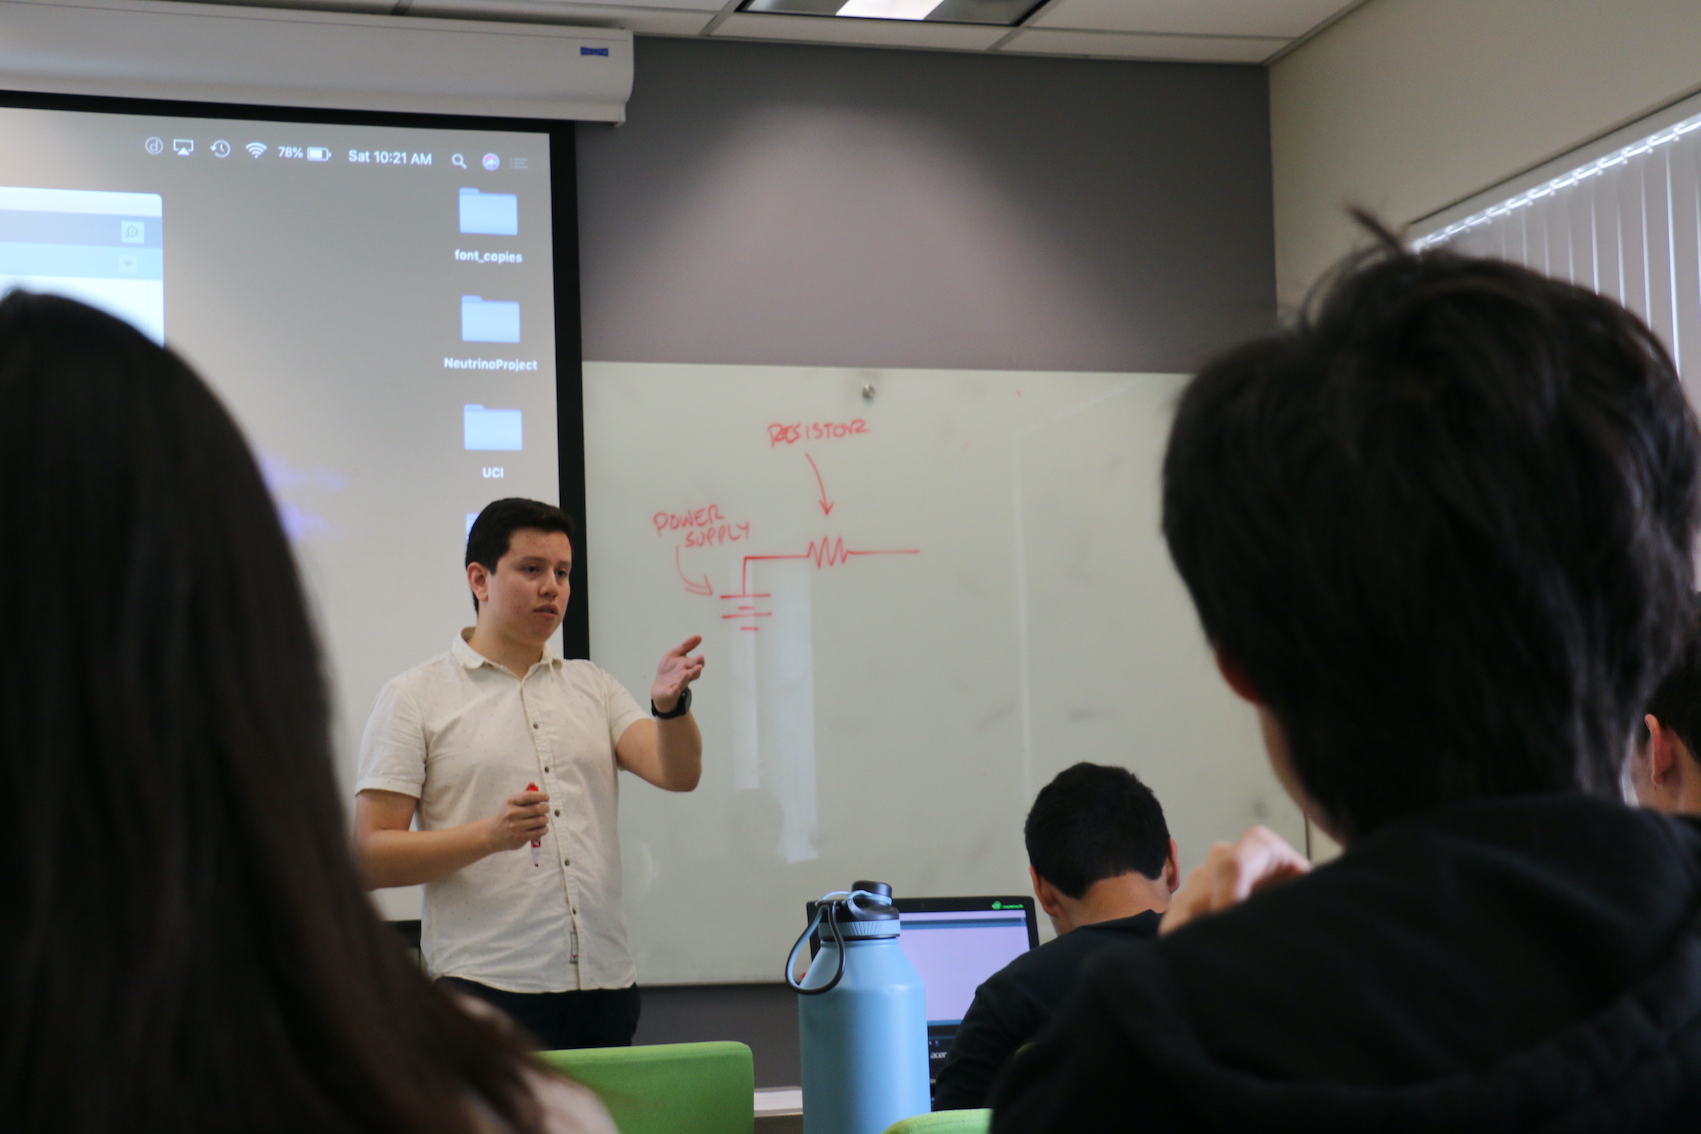 78%
Sat 10:21 AM
font_copies
NeutrinoProject
UCI
RESISTOR
POWER
SUPPLY
acer